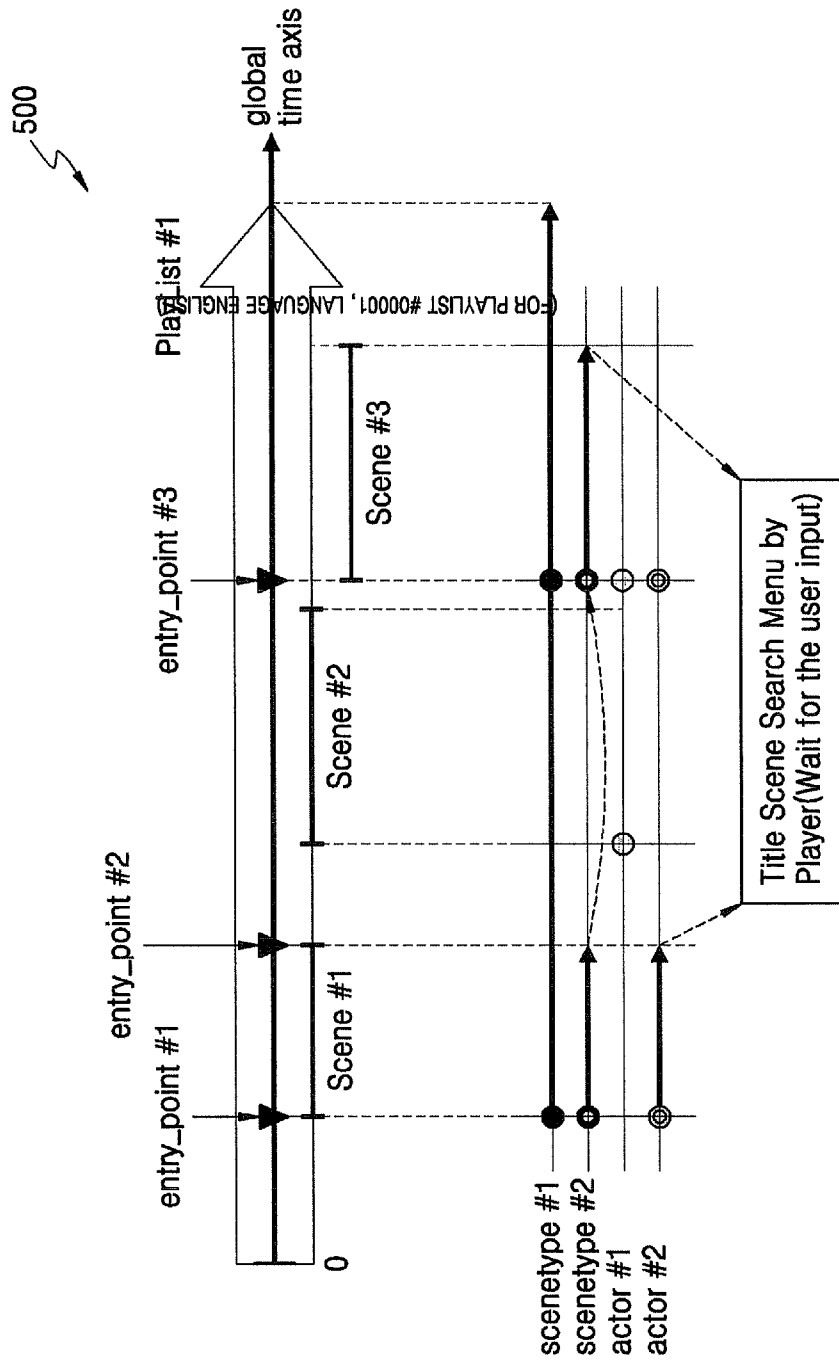 500
PlayList #1
global
time axis
(FOR PLAYLIST #00001, LANGUAGE ENGLISH)
entry_point #1
entry_point #2
entry_point #3
0
Scene #1
Scene #2
Scene #3
scenetype #1
scenetype #2
actor #1
actor #2
Title Scene Search Menu by
Player(Wait for the user input)